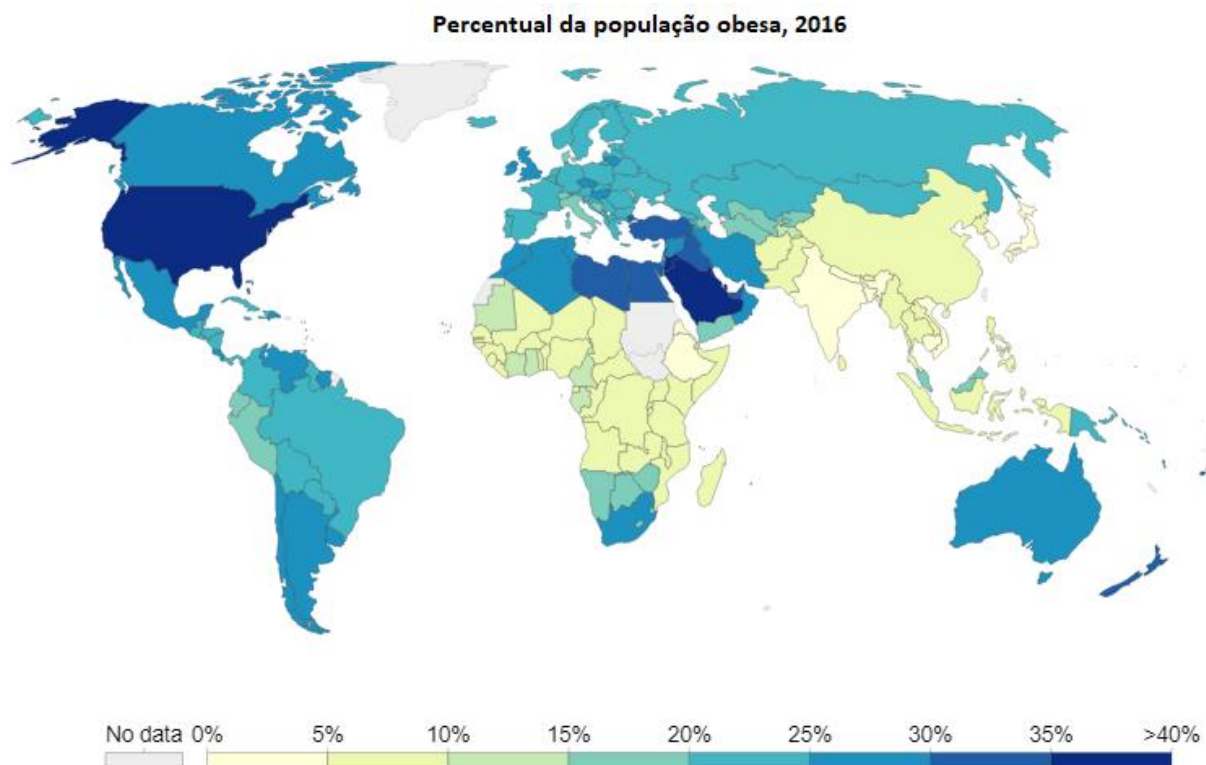 Percentual da população obesa, 2016
No data 0% 5% 10% 15% 20% 25% 30% 35% >40%